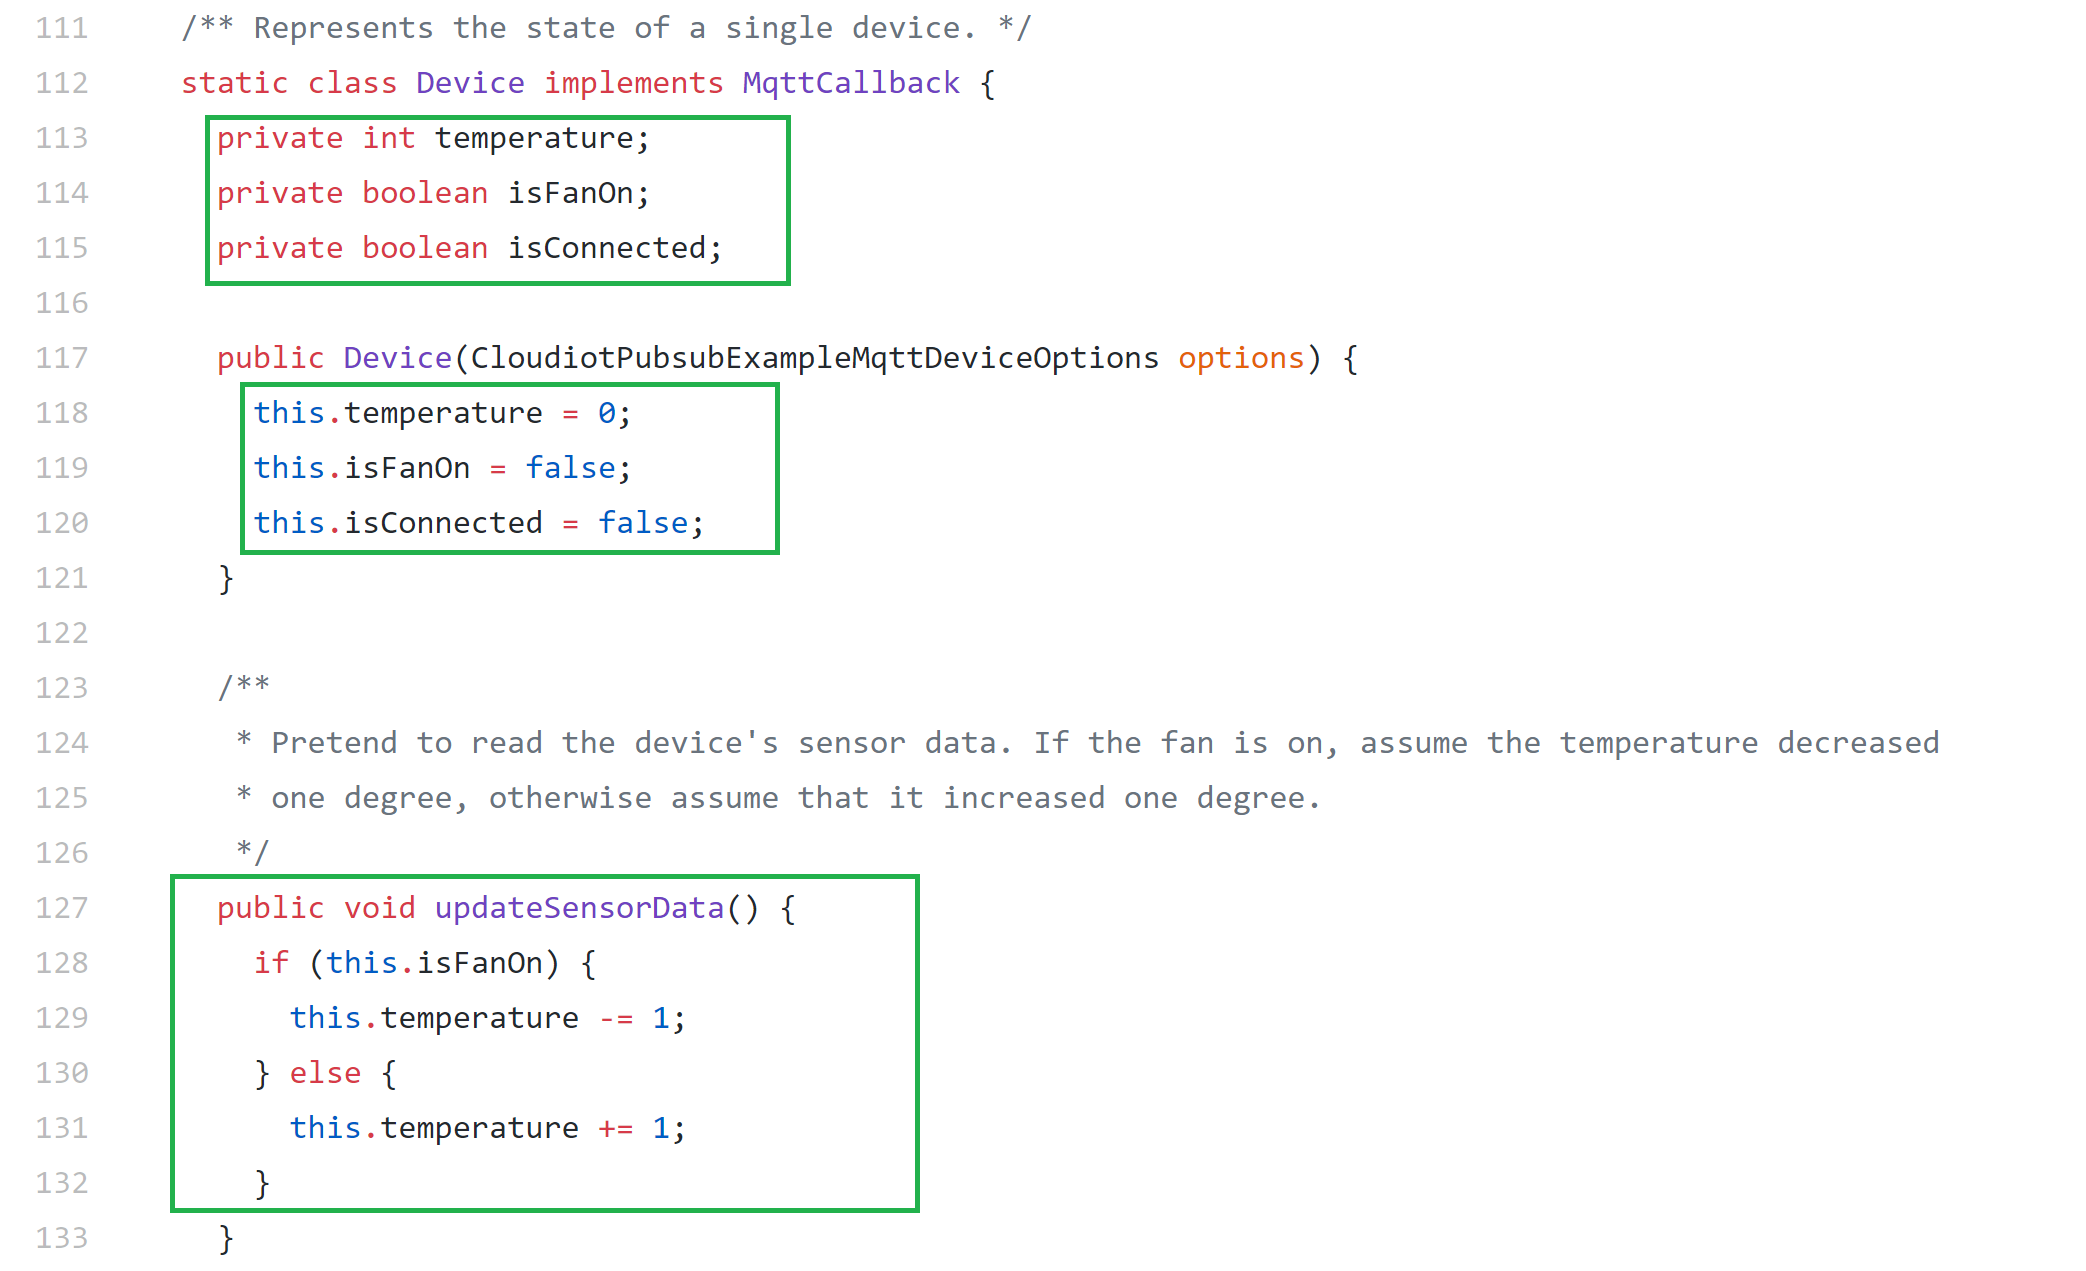 111 /** Represents the state of a single device. */
112 static class Device implements MqttCallback {
113 private int temperature;
114 private boolean isFanOn;
115 private boolean isConnected;
116
117 public Device(CloudiotPubsubExampleMqttDeviceOptions options) {
118 this.temperature = 0;
119 this.isFanOn = false;
120 this.isConnected = false;
121 }
122
123 /**
124 * Pretend to read the device's sensor data. If the fan is on, assume the temperature decreased
125 * one degree, otherwise assume that it increased one degree.
126 */
127 public void updateSensorData() {
128 if (this.isFanOn) {
129 this.temperature -= 1;
130 } else {
131 this.temperature += 1;
132 }
133 }